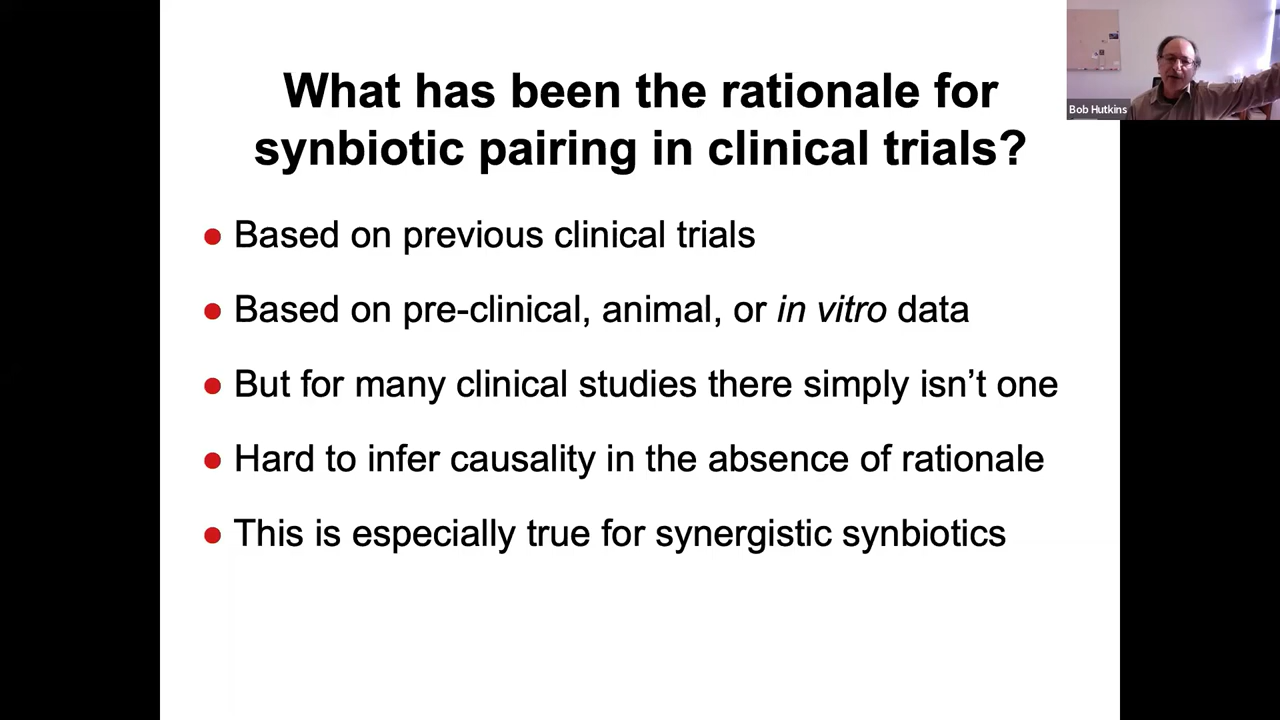 What has been the rationale for
synbiotic pairing in clinical trials?
● Based on previous clinical trials
● Based on pre-clinical, animal, or in vitro data
● But for many clinical studies there simply isn’t one
● Hard to infer causality in the absence of rationale
● This is especially true for synergistic synbiotics
Bob Hutkins